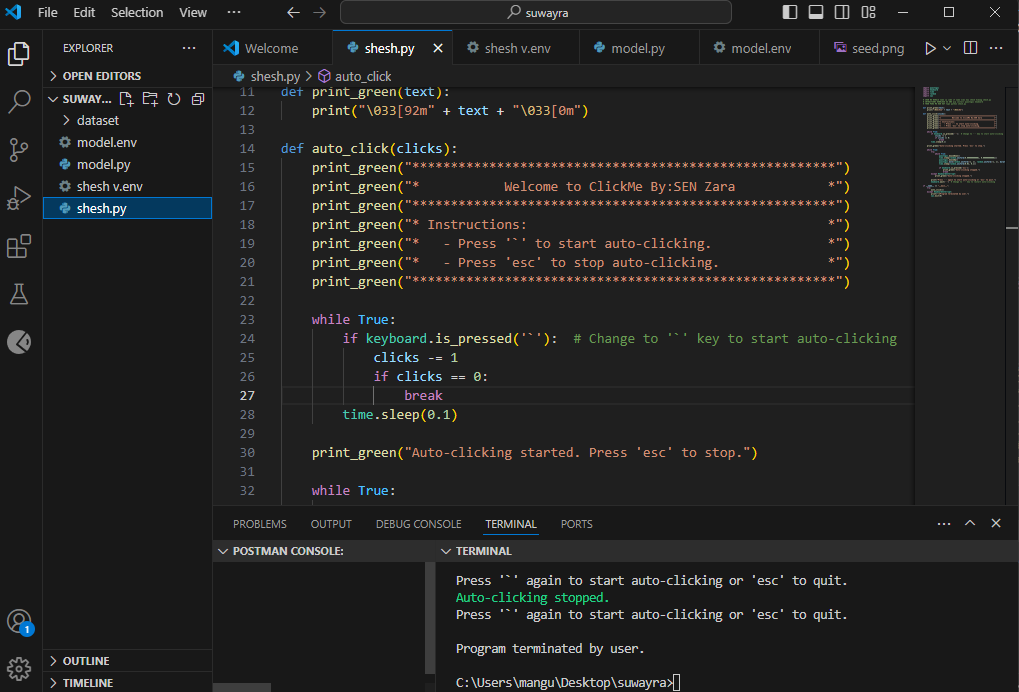 File Edit Selection View ··· suwayra
EXPLORER ···
OPEN EDITORS
SUWAY...
dataset
model.env
model.py
shesh v.env
shesh.py
OUTLINE
TIMELINE
1
Welcome shesh.py shesh v.env model.py model.env seed.png ···
shesh.py > auto_click
11 def print_green(text):
12 print("\033[92m" + text + "\033[0m")
13
14 def auto_click(clicks):
15 print_green("*******************************************************")
16 print_green("* Welcome to ClickMe By:SEN Zara *")
17 print_green("*******************************************************")
18 print_green("* Instructions: *")
19 print_green("* - Press '`' to start auto-clicking. *")
20 print_green("* - Press 'esc' to stop auto-clicking. *")
21 print_green("*******************************************************")
22
23 while True:
24 if keyboard.is_pressed('`'): # Change to '`' key to start auto-clicking
25 clicks -= 1
26 if clicks == 0:
27 break
28 time.sleep(0.1)
29
30 print_green("Auto-clicking started. Press 'esc' to stop.")
31
32 while True:
PROBLEMS OUTPUT DEBUG CONSOLE TERMINAL PORTS ···
POSTMAN CONSOLE:
TERMINAL
Press '`' again to start auto-clicking or 'esc' to quit.
Auto-clicking stopped.
Press '`' again to start auto-clicking or 'esc' to quit.
Program terminated by user.
C:\Users\mangu\Desktop\suwayra>